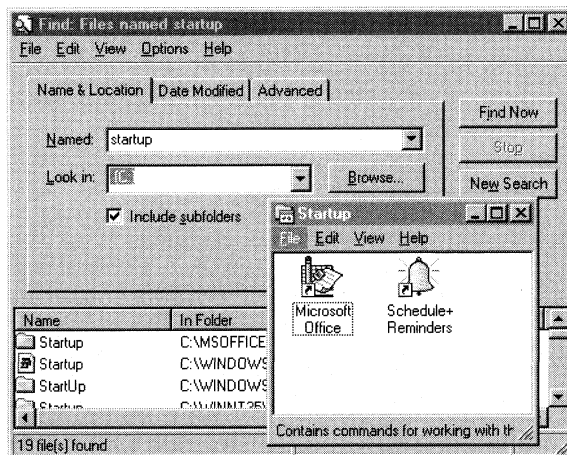 Find: Files named startup
File Edit View Options Help
Name & Location Date Modified Advanced
Named: startup
Look in:
Include subfolders
Browse...
Find Now
Stop
New Search
Name In Folder
Startup C:\MSOFFICE
Startup C:\WINDOWS
StartUp C:\WINDOWS
Startup C:\WINNT35\
19 file(s) found
Startup
File Edit View Help
Microsoft Office
Schedule+ Reminders
Contains commands for working with th